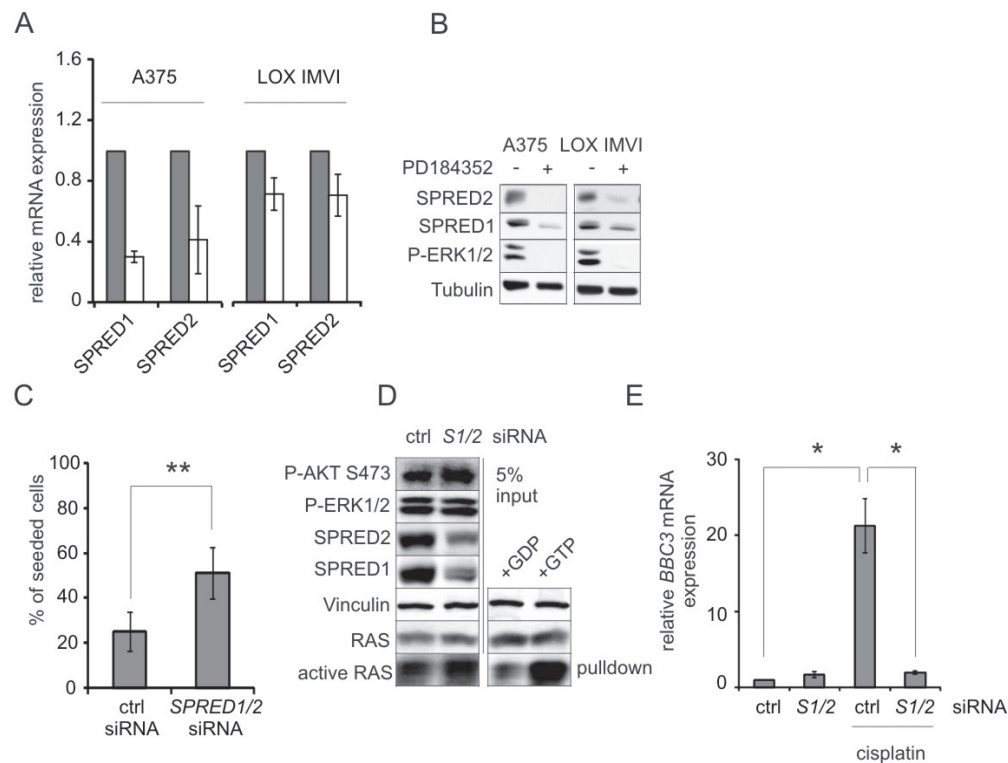 A
B
1.6
1.2
0.8
0.4
0
relative mRNA expression
A375
LOX IMVI
SPRED1
SPRED2
SPRED1
SPRED2
A375 LOX IMVI
PD184352 - + - +
SPRED2
SPRED1
P-ERK1/2
Tubulin
C
D
E
100
80
60
40
20
0
% of seeded cells
**
ctrl siRNA
SPRED1/2 siRNA
ctrl S1/2 siRNA
P-AKT S473
P-ERK1/2
SPRED2
SPRED1
Vinculin
RAS
active RAS
5% input
+GDP
+GTP
pulldown
30
20
10
0
relative BBC3 mRNA expression
*
*
ctrl S1/2 ctrl S1/2 siRNA
cisplatin